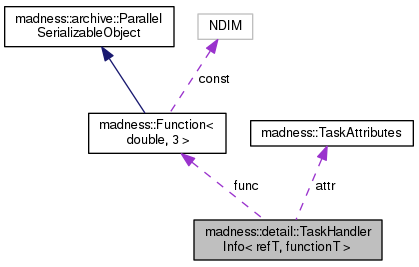 madness::archive::Parallel
SerializableObject
NDIM
const
madness::Function<
double, 3 >
madness::TaskAttributes
func
attr
madness::detail::TaskHandler
Info< refT, functionT >